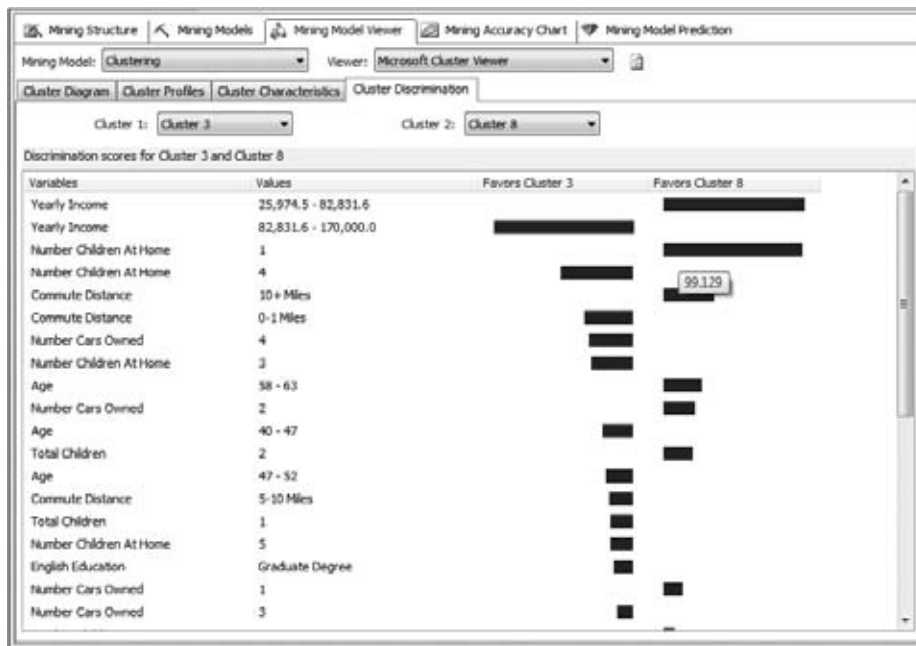 Mining Structure Mining Models Mining Model Viewer Mining Accuracy Chart Mining Model Prediction
Mining Model: Clustering Viewer: Microsoft Cluster Viewer
Cluster Diagram Cluster Profiles Cluster Characteristics Cluster Discrimination
Cluster 1: Cluster 3 Cluster 2: Cluster 8
Discrimination scores for Cluster 3 and Cluster 8
Variables Values Favors Cluster 3 Favors Cluster 8
Yearly Income 25,974.5 - 82,831.6
Yearly Income 82,831.6 - 170,000.0
Number Children At Home 1
Number Children At Home 4
99.129
Commute Distance 10+ Miles
Commute Distance 0-1 Miles
Number Cars Owned 4
Number Children At Home 3
Age 58 - 63
Number Cars Owned 2
Age 40 - 47
Total Children 2
Age 47 - 52
Commute Distance 5-10 Miles
Total Children 1
Number Children At Home 5
English Education Graduate Degree
Number Cars Owned 1
Number Cars Owned 3